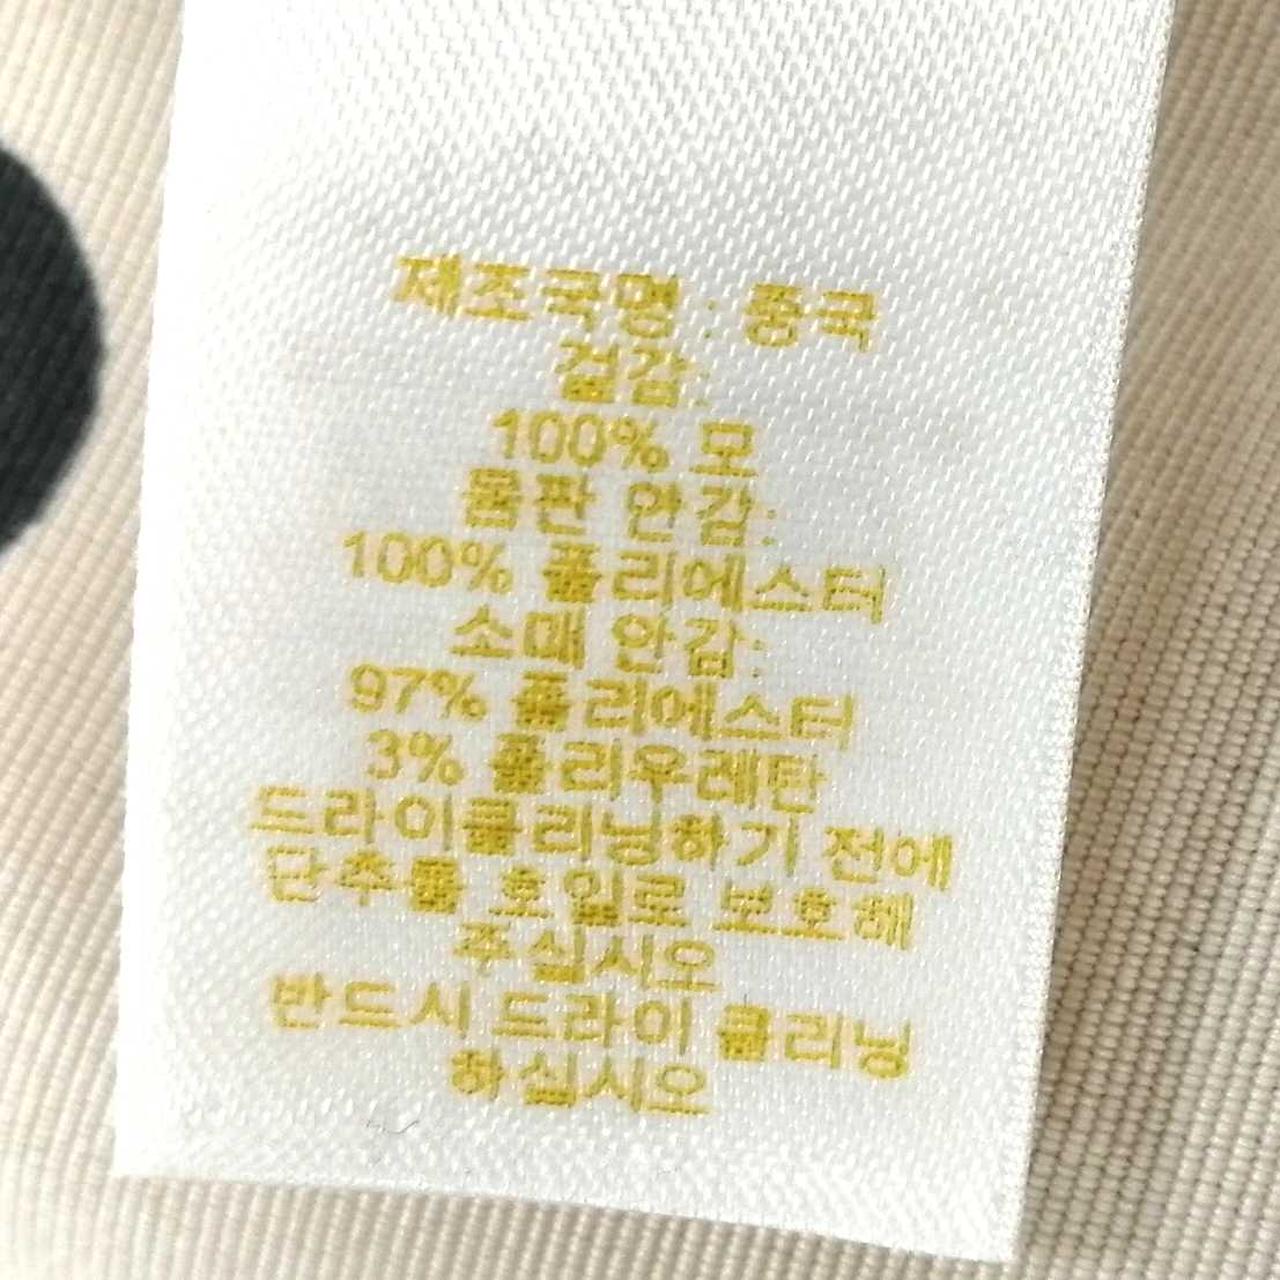 제조국명 : 중국
겉감:
100% 모
몸판 안감:
100% 폴리에스터
소매 안감:
97% 폴리에스터
3% 폴리우레탄
드라이클리닝하기 전에
단추를 호일로 보호해
주십시오
반드시 드라이 클리닝
하십시오